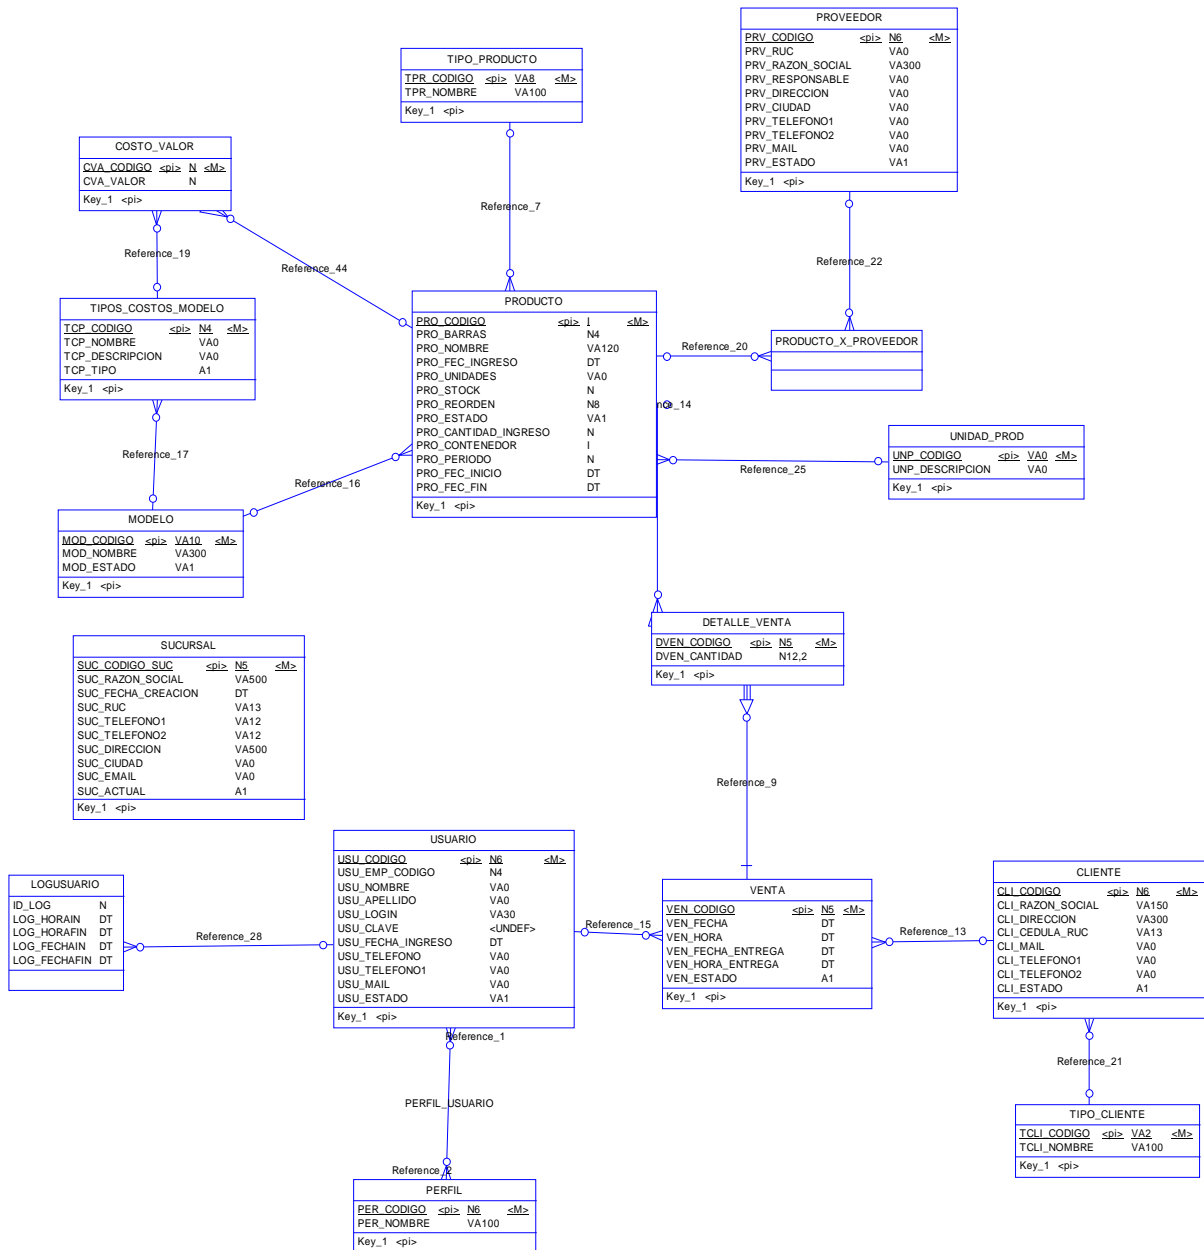 PROVEEDOR
PRV_CODIGO <pi> N6 <M>
PRV_RUC VA0
PRV_RAZON_SOCIAL VA300
PRV_RESPONSABLE VA0
PRV_DIRECCION VA0
PRV_CIUDAD VA0
PRV_TELEFONO1 VA0
PRV_TELEFONO2 VA0
PRV_MAIL VA0
PRV_ESTADO VA1
Key_1 <pi>
TIPO_PRODUCTO
TPR_CODIGO <pi> VA8 <M>
TPR_NOMBRE VA100
Key_1 <pi>
COSTO_VALOR
CVA_CODIGO <pi> N <M>
CVA_VALOR N
Key_1 <pi>
Reference_7
Reference_19
Reference_44
Reference_22
TIPOS_COSTOS_MODELO
TCP_CODIGO <pi> N4 <M>
TCP_NOMBRE VA0
TCP_DESCRIPCION VA0
TCP_TIPO A1
Key_1 <pi>
PRODUCTO
PRO_CODIGO <pi> I <M>
PRO_BARRAS N4
PRO_NOMBRE VA120
PRO_FEC_INGRESO DT
PRO_UNIDADES VA0
PRO_STOCK N
PRO_REORDEN N8
PRO_ESTADO VA1
PRO_CANTIDAD_INGRESO N
PRO_CONTENEDOR I
PRO_PERIODO N
PRO_FEC_INICIO DT
PRO_FEC_FIN DT
Key_1 <pi>
Reference_20
PRODUCTO_X_PROVEEDOR
nce_14
UNIDAD_PROD
UNP_CODIGO <pi> VA0 <M>
UNP_DESCRIPCION VA0
Key_1 <pi>
Reference_25
Reference_17
Reference_16
MODELO
MOD_CODIGO <pi> VA10 <M>
MOD_NOMBRE VA300
MOD_ESTADO VA1
Key_1 <pi>
DETALLE_VENTA
DVEN_CODIGO <pi> N5 <M>
DVEN_CANTIDAD N12,2
Key_1 <pi>
SUCURSAL
SUC_CODIGO_SUC <pi> N5 <M>
SUC_RAZON_SOCIAL VA500
SUC_FECHA_CREACION DT
SUC_RUC VA13
SUC_TELEFONO1 VA12
SUC_TELEFONO2 VA12
SUC_DIRECCION VA500
SUC_CIUDAD VA0
SUC_EMAIL VA0
SUC_ACTUAL A1
Key_1 <pi>
Reference_9
USUARIO
USU_CODIGO <pi> N6 <M>
USU_EMP_CODIGO N4
USU_NOMBRE VA0
USU_APELLIDO VA0
USU_LOGIN VA30
USU_CLAVE <UNDEF>
USU_FECHA_INGRESO DT
USU_TELEFONO VA0
USU_TELEFONO1 VA0
USU_MAIL VA0
USU_ESTADO VA1
Key_1 <pi>
LOGUSUARIO
ID_LOG N
LOG_HORAIN DT
LOG_HORAFIN DT
LOG_FECHAIN DT
LOG_FECHAFIN DT
Reference_28
Reference_15
VENTA
VEN_CODIGO <pi> N5 <M>
VEN_FECHA DT
VEN_HORA DT
VEN_FECHA_ENTREGA DT
VEN_HORA_ENTREGA DT
VEN_ESTADO A1
Key_1 <pi>
Reference_13
CLIENTE
CLI_CODIGO <pi> N6 <M>
CLI_RAZON_SOCIAL VA150
CLI_DIRECCION VA300
CLI_CEDULA_RUC VA13
CLI_MAIL VA0
CLI_TELEFONO1 VA0
CLI_TELEFONO2 VA0
CLI_ESTADO A1
Key_1 <pi>
Reference_1
Reference_21
PERFIL_USUARIO
TIPO_CLIENTE
TCLI_CODIGO <pi> VA2 <M>
TCLI_NOMBRE VA100
Key_1 <pi>
Reference_2
PERFIL
PER_CODIGO <pi> N6 <M>
PER_NOMBRE VA100
Key_1 <pi>